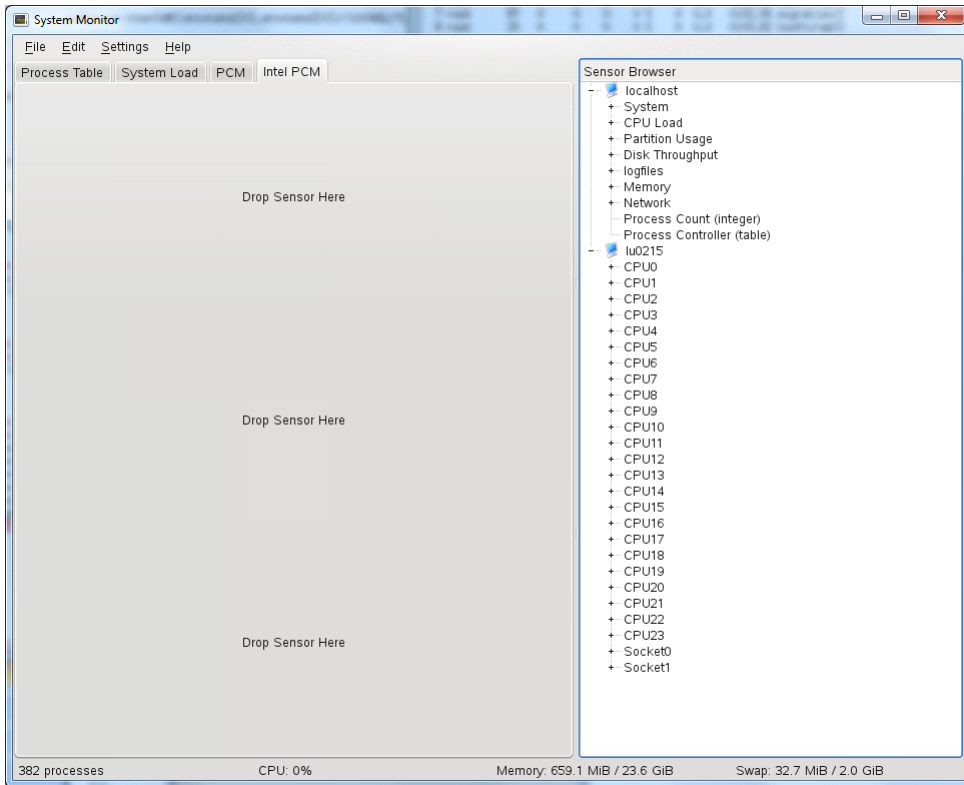 System Monitor
File Edit Settings Help
Process Table System Load PCM Intel PCM
Drop Sensor Here
Drop Sensor Here
Drop Sensor Here
Sensor Browser
localhost
System
CPU Load
Partition Usage
Disk Throughput
logfiles
Memory
Network
Process Count (integer)
Process Controller (table)
lu0215
CPU0
CPU1
CPU2
CPU3
CPU4
CPU5
CPU6
CPU7
CPU8
CPU9
CPU10
CPU11
CPU12
CPU13
CPU14
CPU15
CPU16
CPU17
CPU18
CPU19
CPU20
CPU21
CPU22
CPU23
Socket0
Socket1
382 processes CPU: 0% Memory: 659.1 MiB / 23.6 GiB Swap: 32.7 MiB / 2.0 GiB